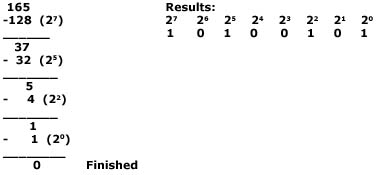 165
-128 (2⁷)
37
- 32 (2⁵)
5
- 4 (2²)
1
- 1 (2⁰)
0 Finished
Results:
2⁷ 2⁶ 2⁵ 2⁴ 2³ 2² 2¹ 2⁰
1 0 1 0 0 1 0 1